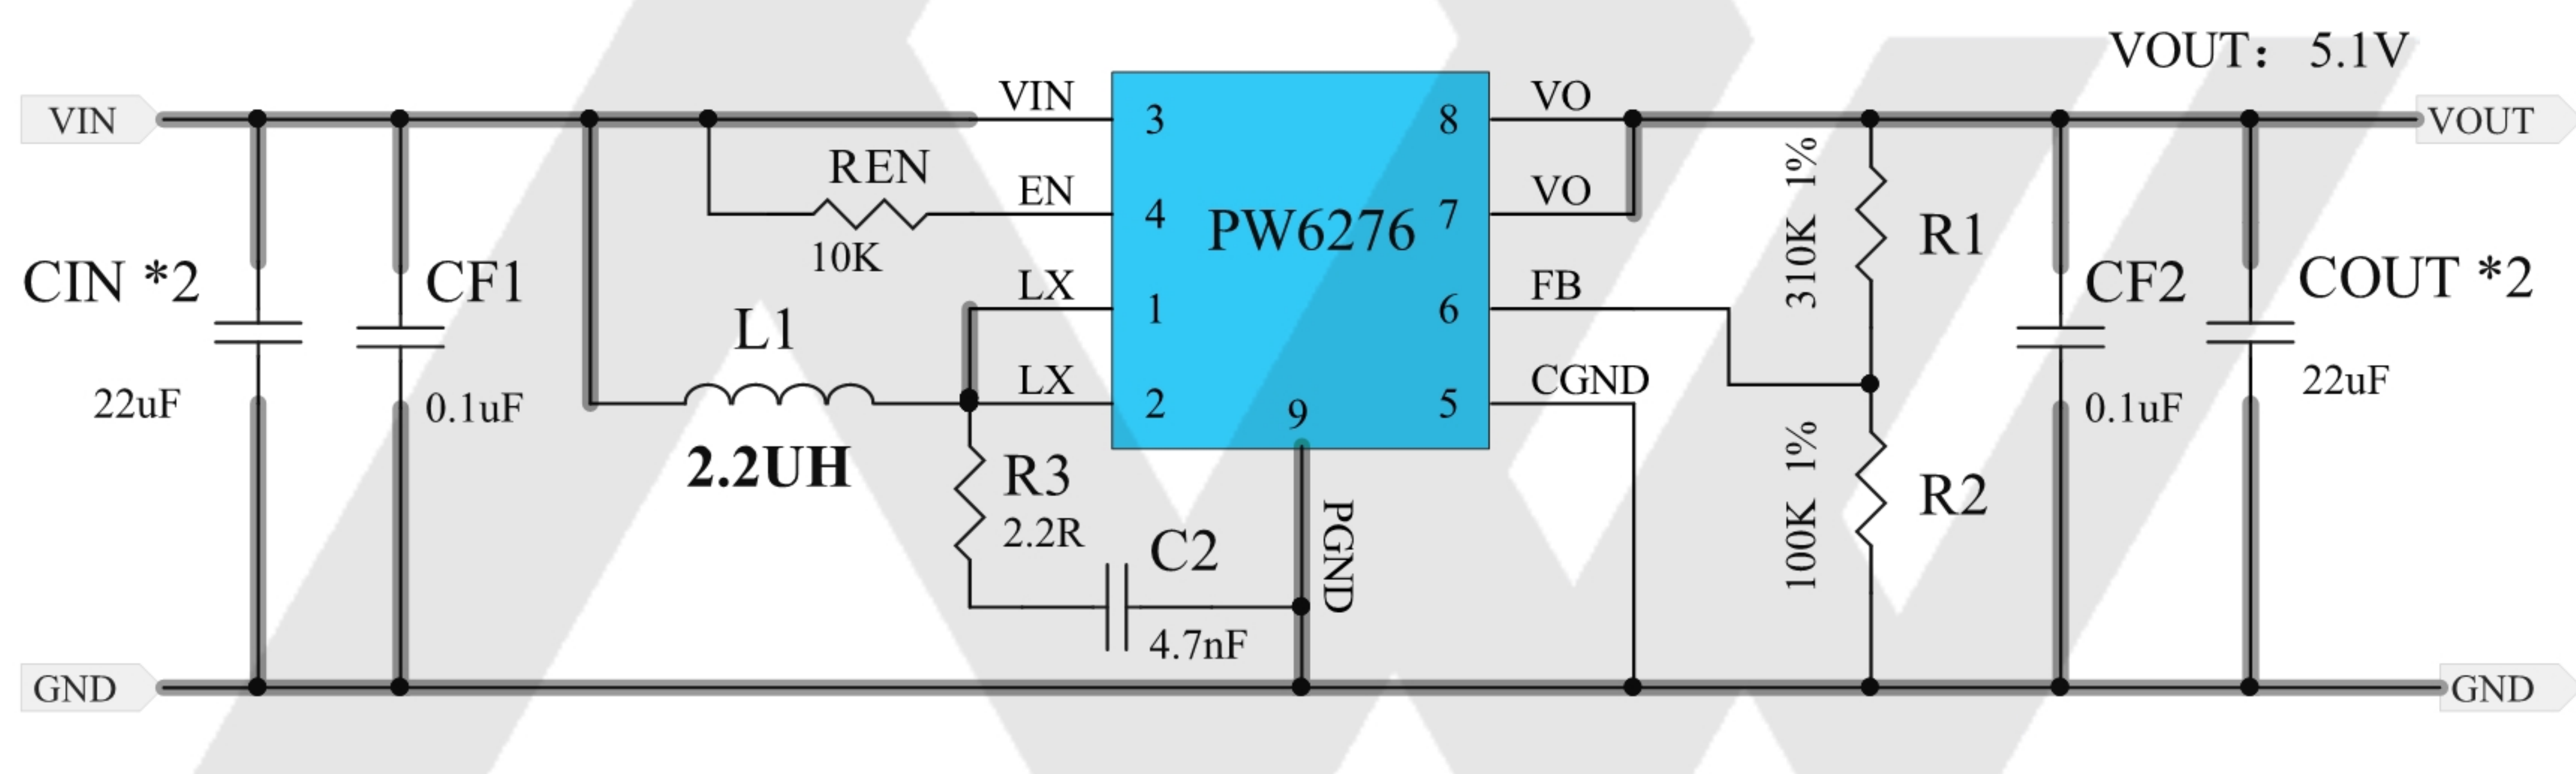 VOUT： 5.1V
VIN
VIN
3
8
VO
VOUT
REN
EN
4
PW6276
7
VO
310K 1%
R1
10K
CIN *2
CF1
LX
1
6
FB
CF2
COUT *2
L1
22uF
0.1uF
LX
2
9
5
CGND
0.1uF
22uF
2.2UH
R3
2.2R
C2
4.7nF
PGND
100K 1%
R2
GND
GND